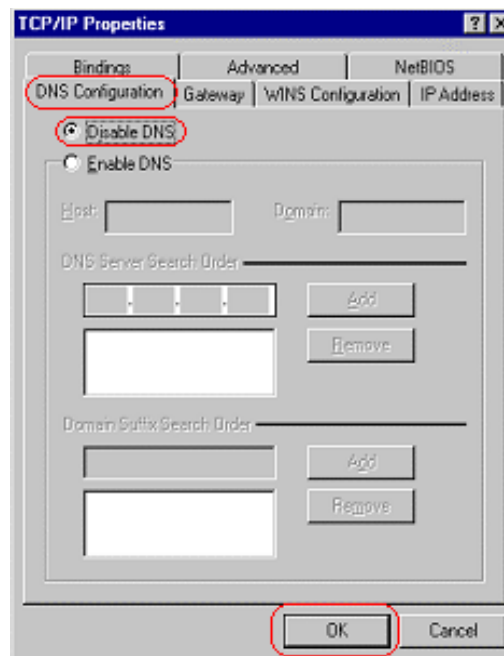 TCP/IP Properties
Bindings Advanced NetBIOS
DNS Configuration Gateway WINS Configuration IP Address
Disable DNS
Enable DNS
Host: Domain:
DNS Server Search Order
Add
Remove
Domain Suffix Search Order
Add
Remove
OK Cancel